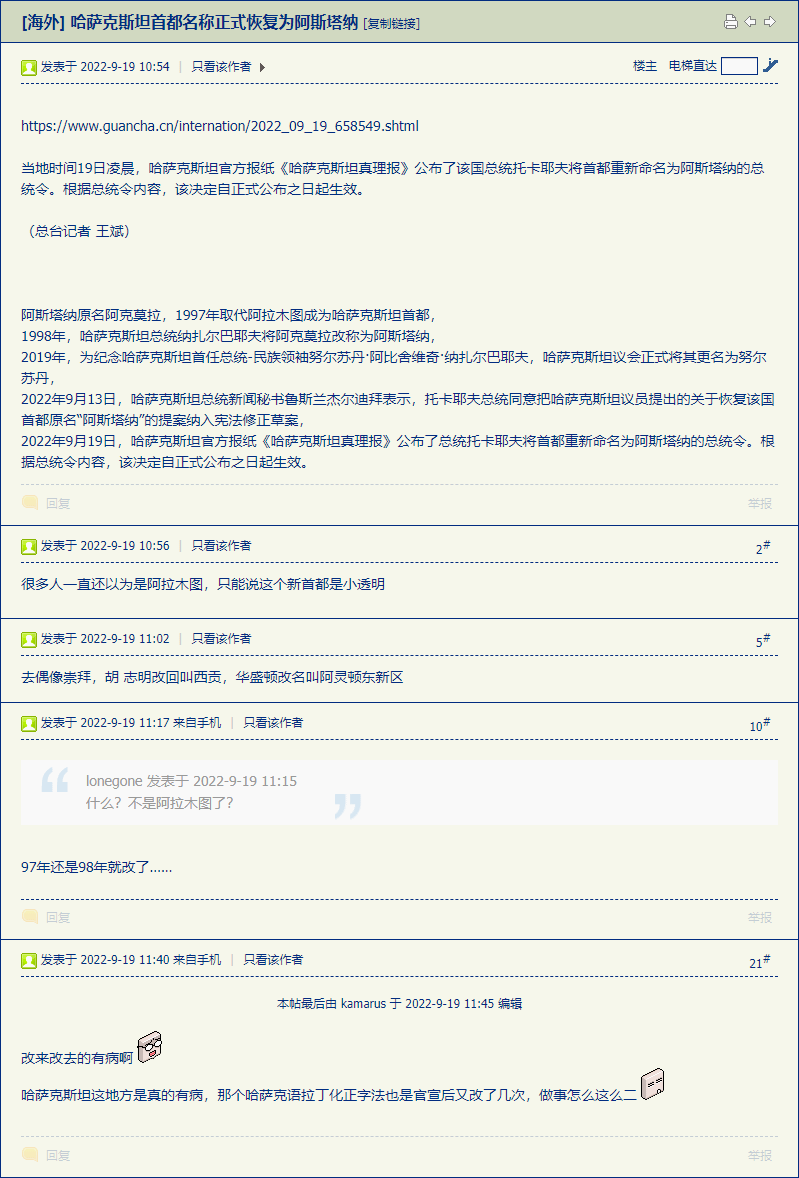 [海外] 哈萨克斯坦首都名称正式恢复为阿斯塔纳 [复制链接]
发表于 2022-9-19 10:54 | 只看该作者
楼主 电梯直达
https://www.guancha.cn/internation/2022_09_19_658549.shtml
当地时间19日凌晨，哈萨克斯坦官方报纸《哈萨克斯坦真理报》公布了该国总统托卡耶夫将首都重新命名为阿斯塔纳的总
统令。根据总统令内容，该决定自正式公布之日起生效。
（总台记者 王斌）
阿斯塔纳原名阿克莫拉，1997年取代阿拉木图成为哈萨克斯坦首都，
1998年，哈萨克斯坦总统纳扎尔巴耶夫将阿克莫拉改称为阿斯塔纳，
2019年，为纪念哈萨克斯坦首任总统-民族领袖努尔苏丹·阿比舍维奇·纳扎尔巴耶夫，哈萨克斯坦议会正式将其更名为努尔
苏丹，
2022年9月13日，哈萨克斯坦总统新闻秘书鲁斯兰杰尔迪拜表示，托卡耶夫总统同意把哈萨克斯坦议员提出的关于恢复该国
首都原名“阿斯塔纳”的提案纳入宪法修正草案，
2022年9月19日，哈萨克斯坦官方报纸《哈萨克斯坦真理报》公布了总统托卡耶夫将首都重新命名为阿斯塔纳的总统令。根
据总统令内容，该决定自正式公布之日起生效。
回复
举报
发表于 2022-9-19 10:56 | 只看该作者
2#
很多人一直还以为是阿拉木图，只能说这个新首都是小透明
发表于 2022-9-19 11:02 | 只看该作者
5#
去偶像崇拜，胡 志明改回叫西贡，华盛顿改名叫阿灵顿东新区
发表于 2022-9-19 11:17 来自手机 | 只看该作者
10#
lonegone 发表于 2022-9-19 11:15
什么？不是阿拉木图了？
97年还是98年就改了......
回复
举报
发表于 2022-9-19 11:40 来自手机 | 只看该作者
21#
本帖最后由 kamarus 于 2022-9-19 11:45 编辑
改来改去的有病啊
哈萨克斯坦这地方是真的有病，那个哈萨克语拉丁化正字法也是官宣后又改了几次，做事怎么这么二
回复
举报